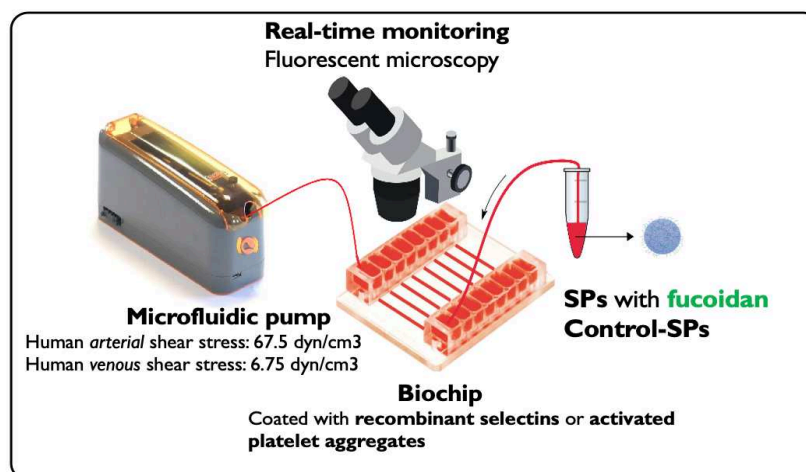 Real-time monitoring
Fluorescent microscopy
SPs with fucoidan
Control-SPs
Microfluidic pump
Human arterial shear stress: 67.5 dyn/cm3
Human venous shear stress: 6.75 dyn/cm3
Biochip
Coated with recombinant selectins or activated
platelet aggregates